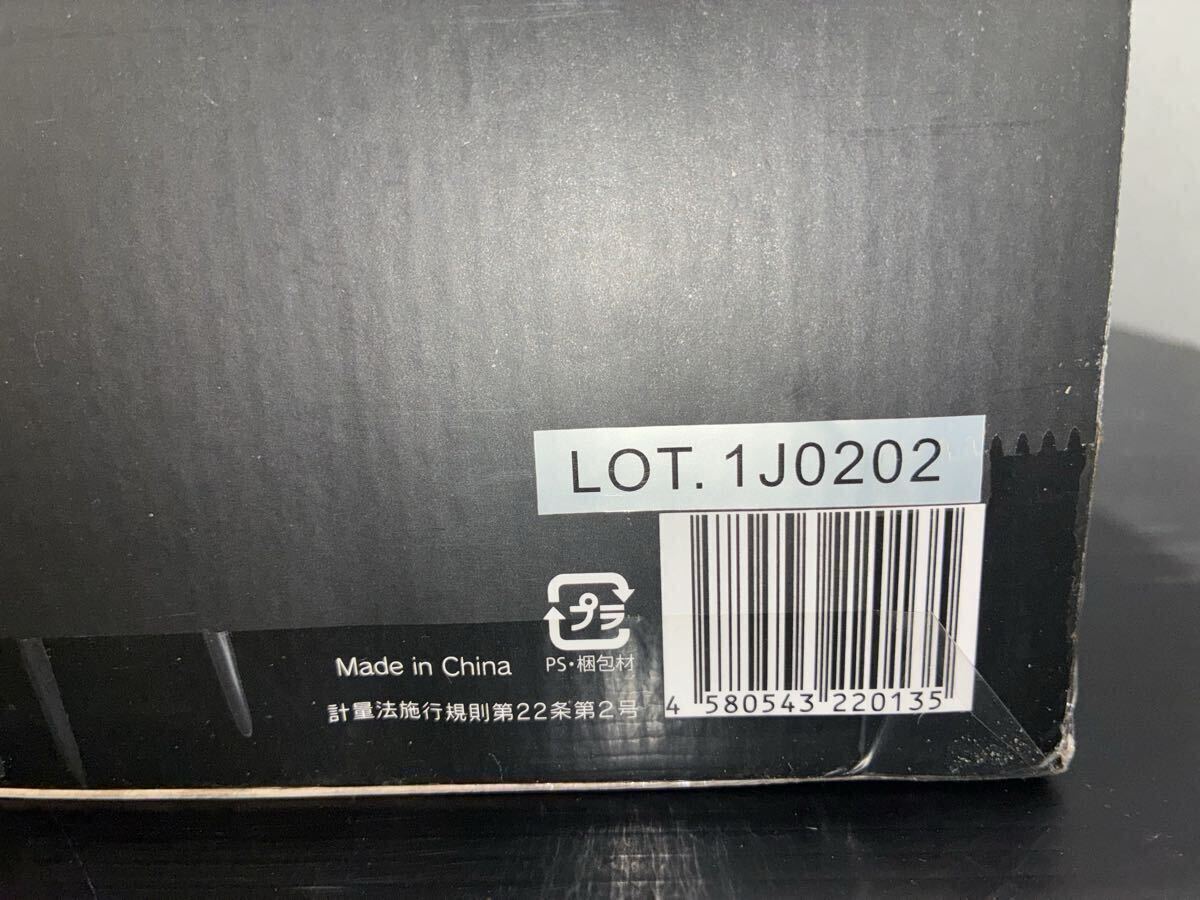 LOT. 1J0202
プラ
PS・梱包材
Made in China
計量法施行規則第22条第2号
4 580543 220135